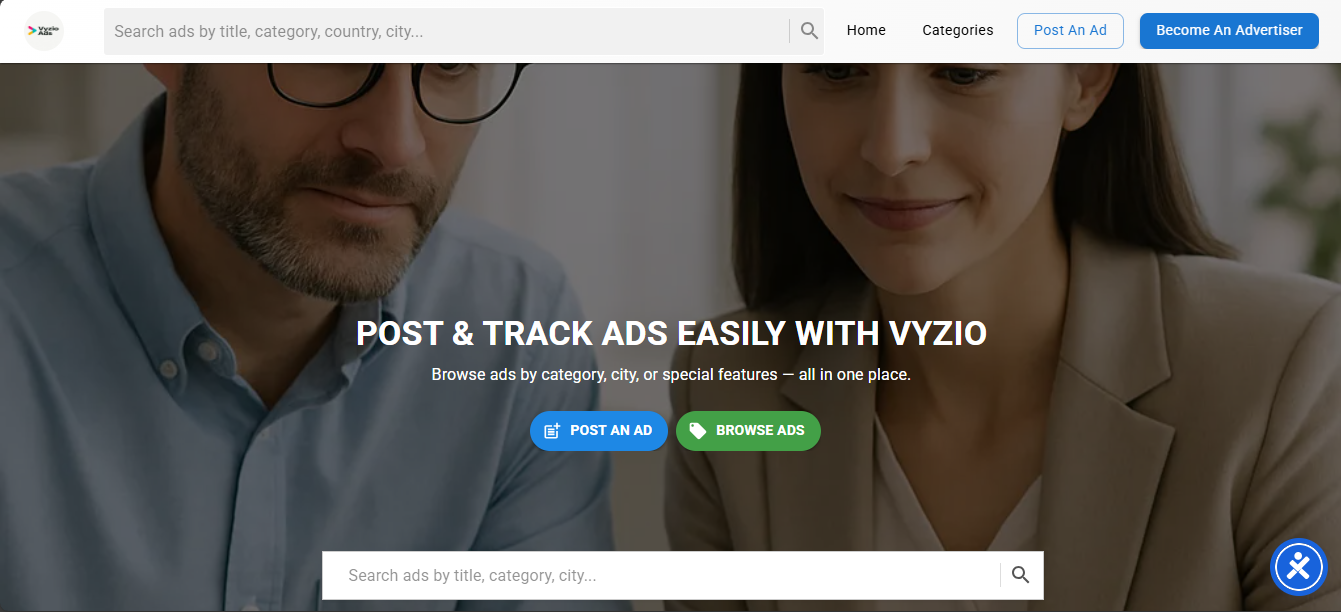 Vyzio
Ads
Search ads by title, category, country, city...
Home
Categories
Post An Ad
Become An Advertiser
POST & TRACK ADS EASILY WITH VYZIO
Browse ads by category, city, or special features — all in one place.
POST AN AD
BROWSE ADS
Search ads by title, category, city...